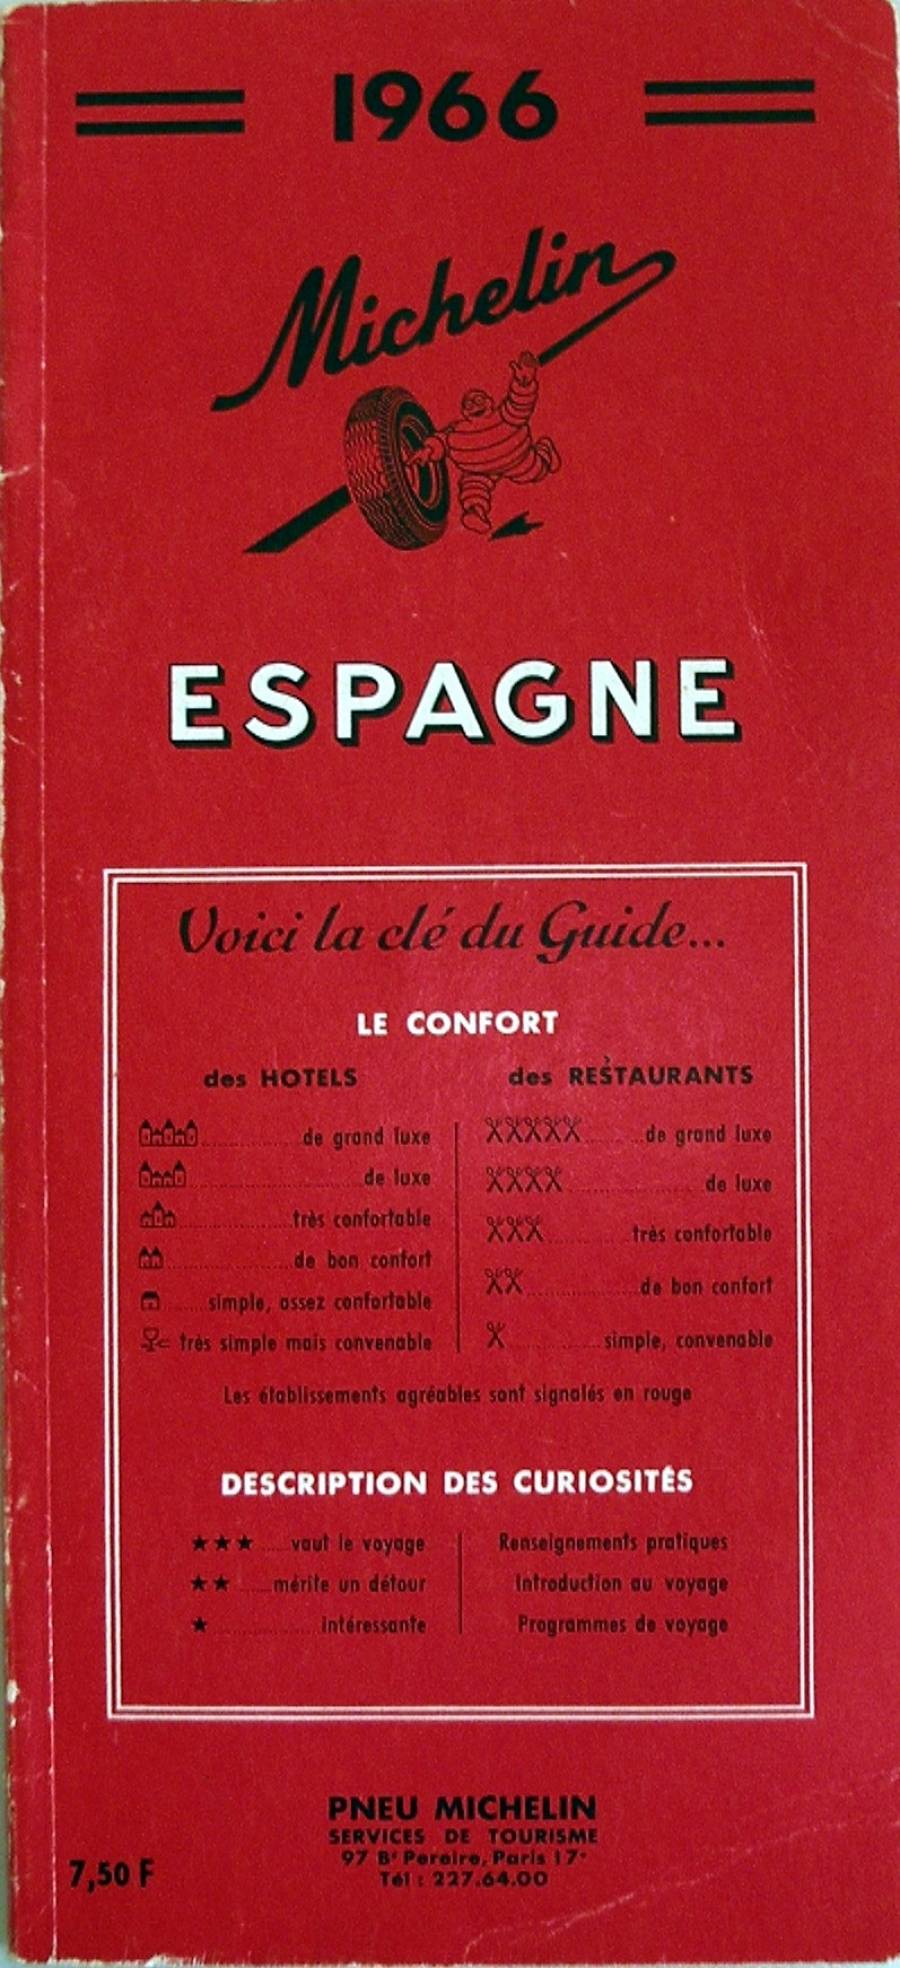 1966
Michelin
ESPAGNE
Voici la clé du Guide...
LE CONFORT
des HOTELS
de grand luxe
de luxe
très confortable
de bon confort
simple, assez confortable
très simple mais convenable
des RESTAURANTS
de grand luxe
de luxe
très confortable
de bon confort
simple, convenable
Les établissements agréables sont signalés en rouge
DESCRIPTION DES CURIOSITÉS
★★★ vaut le voyage
★★ mérite un détour
★ intéressante
Renseignements pratiques
Introduction au voyage
Programmes de voyage
PNEU MICHELIN
SERVICES DE TOURISME
97 Bd Pereire, Paris 17e
Tél : 227.64.00
7,50 F